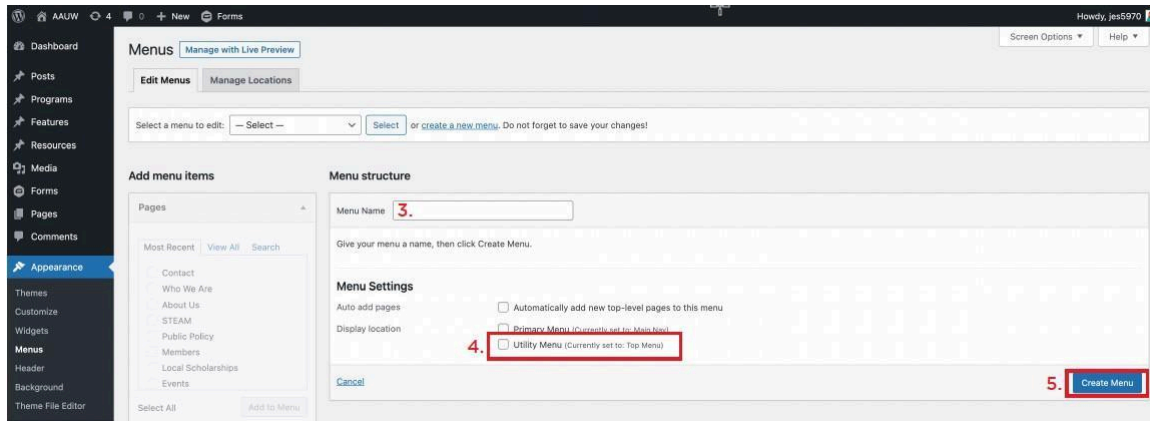 AAUW 4 0 + New Forms
Howdy, jes5970
Screen Options ▼ Help ▼
Dashboard
Posts
Programs
Features
Resources
Media
Forms
Pages
Comments
Appearance
Themes
Customize
Widgets
Menus
Header
Background
Theme File Editor
Menus Manage with Live Preview
Edit Menus Manage Locations
Select a menu to edit: — Select — Select or create a new menu. Do not forget to save your changes!
Add menu items
Pages
Most Recent View All Search
Contact
Who We Are
About Us
STEAM
Public Policy
Members
Local Scholarships
Events
Select All Add to Menu
Menu structure
Menu Name 3.
Give your menu a name, then click Create Menu.
Menu Settings
Auto add pages Automatically add new top-level pages to this menu
Display location Primary Menu (Currently set to: Main Nav)
4. Utility Menu (Currently set to: Top Menu)
Cancel
5. Create Menu